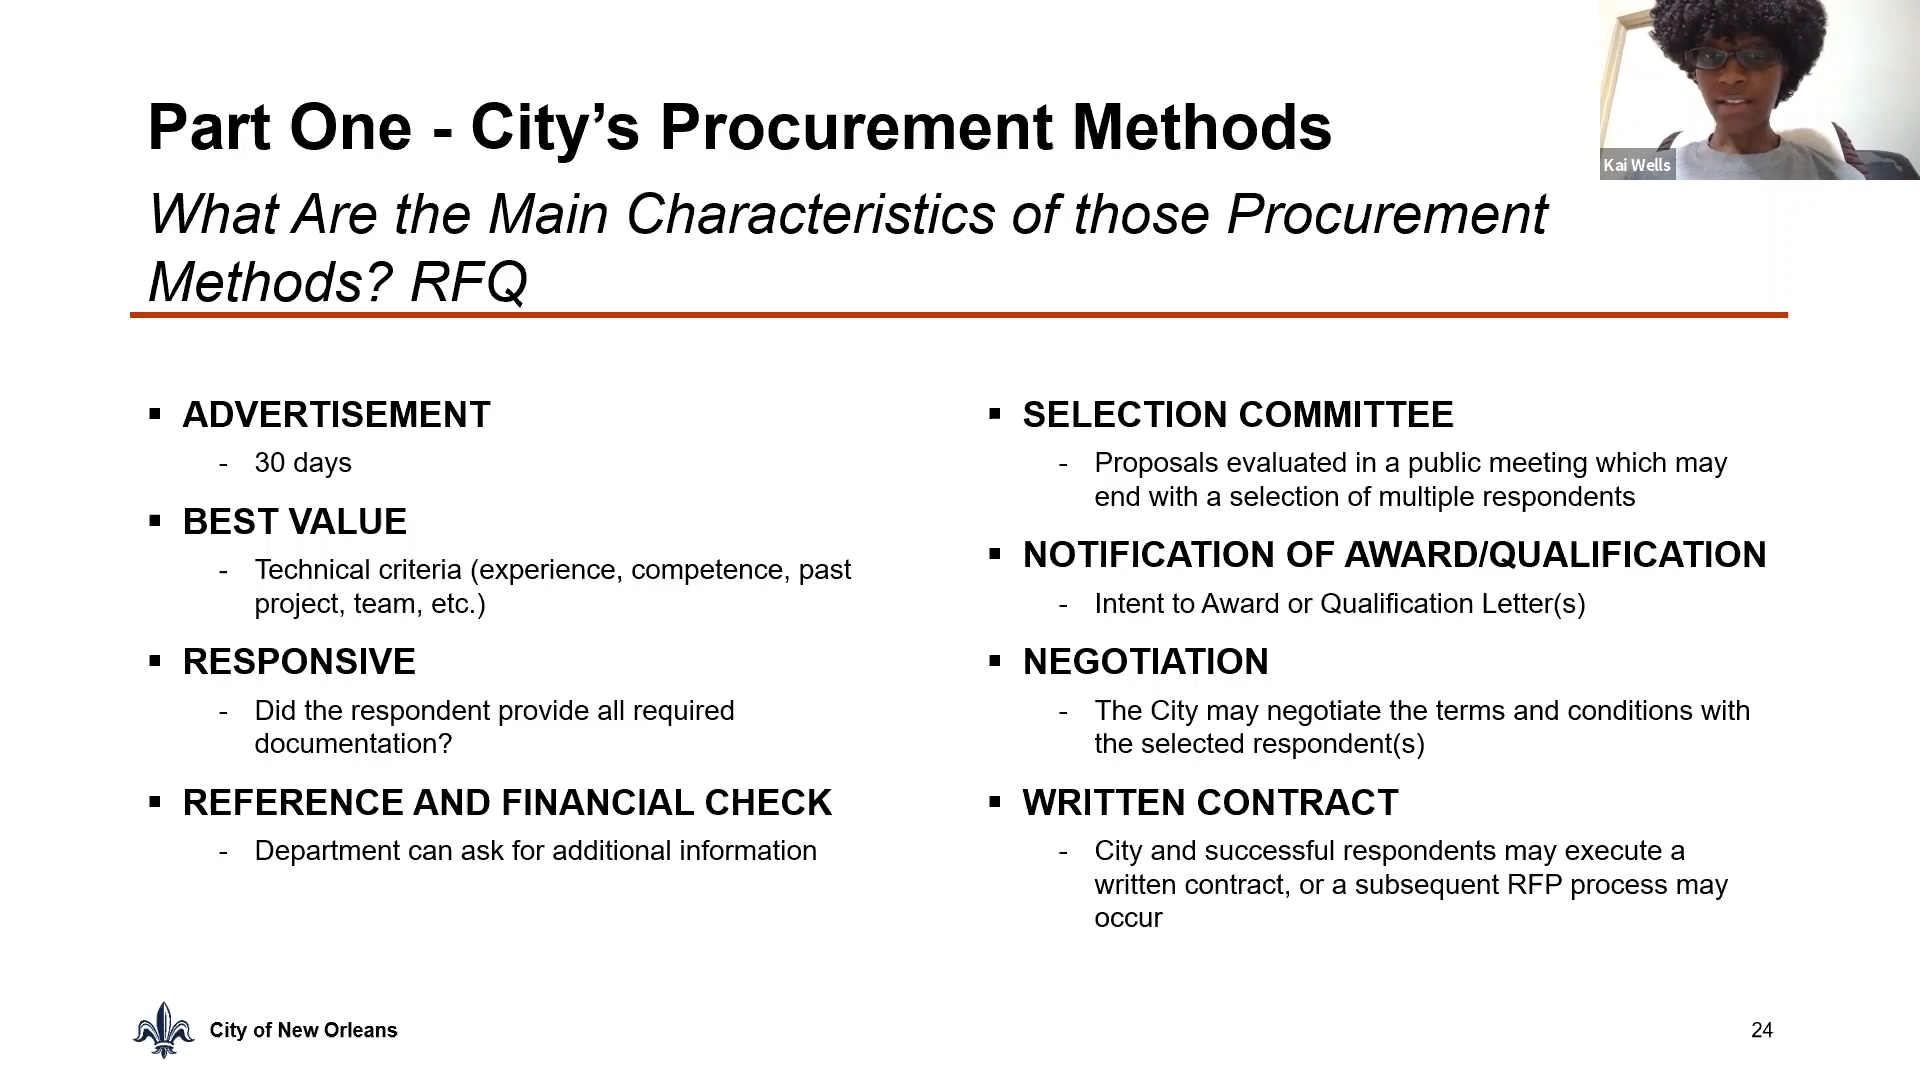 Part One - City’s Procurement Methods
What Are the Main Characteristics of those Procurement
Methods? RFQ
Kai Wells
▪ ADVERTISEMENT
- 30 days
▪ BEST VALUE
- Technical criteria (experience, competence, past
project, team, etc.)
▪ RESPONSIVE
- Did the respondent provide all required
documentation?
▪ REFERENCE AND FINANCIAL CHECK
- Department can ask for additional information
▪ SELECTION COMMITTEE
- Proposals evaluated in a public meeting which may
end with a selection of multiple respondents
▪ NOTIFICATION OF AWARD/QUALIFICATION
- Intent to Award or Qualification Letter(s)
▪ NEGOTIATION
- The City may negotiate the terms and conditions with
the selected respondent(s)
▪ WRITTEN CONTRACT
- City and successful respondents may execute a
written contract, or a subsequent RFP process may
occur
City of New Orleans
24